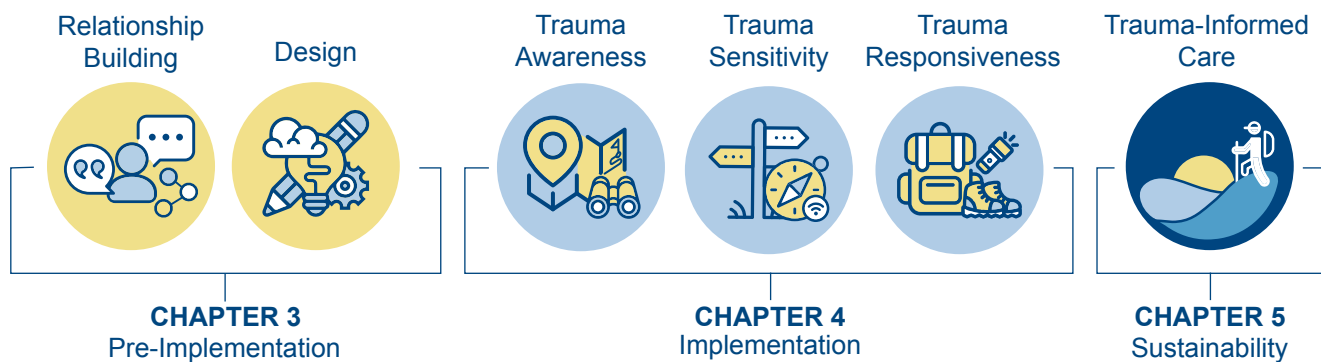 Relationship
Building
Design
Trauma
Awareness
Trauma
Sensitivity
Trauma
Responsiveness
Trauma-Informed
Care
CHAPTER 3
Pre-Implementation
CHAPTER 4
Implementation
CHAPTER 5
Sustainability